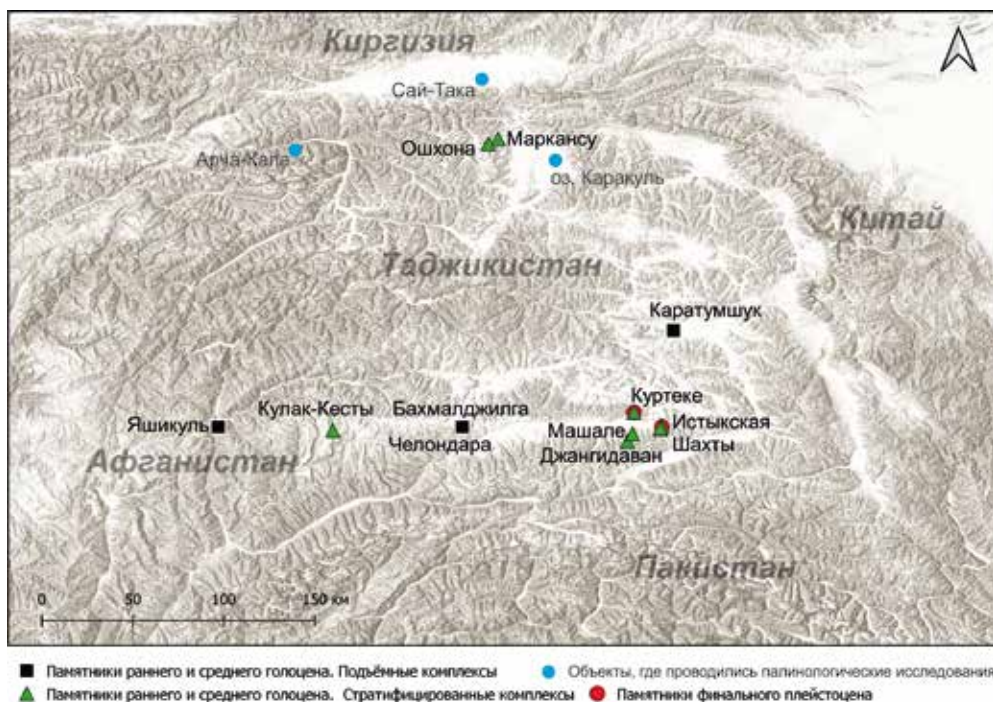 Киргизия
Сай-Така
Маркансу
Ошхона
Арча-Кала
оз. Каракуль
Китай
Таджикистан
Каратумшук
Куртеке
Кулак-Кесты
Бахмалджилга
Яшикуль
Истыкская
Машале
Челондара
Шахты
Джангидаван
Афганистан
Пакистан
0 50 100 150 км
Памятники раннего и среднего голоцена. Подъёмные комплексы
Объекты, где проводились палинологические исследования
Памятники раннего и среднего голоцена. Стратифицированные комплексы
Памятники финального плейстоцена